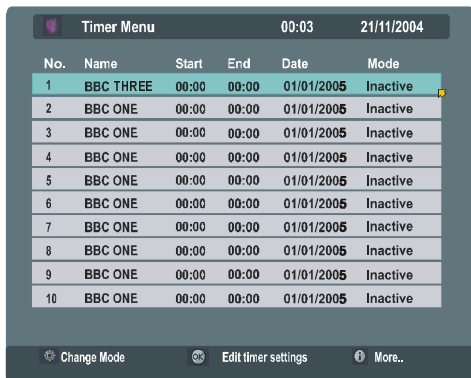 Timer Menu 00:03 21/11/2004
No. Name Start End Date Mode
1 BBC THREE 00:00 00:00 01/01/2005 Inactive
2 BBC ONE 00:00 00:00 01/01/2005 Inactive
3 BBC ONE 00:00 00:00 01/01/2005 Inactive
4 BBC ONE 00:00 00:00 01/01/2005 Inactive
5 BBC ONE 00:00 00:00 01/01/2005 Inactive
6 BBC ONE 00:00 00:00 01/01/2005 Inactive
7 BBC ONE 00:00 00:00 01/01/2005 Inactive
8 BBC ONE 00:00 00:00 01/01/2005 Inactive
9 BBC ONE 00:00 00:00 01/01/2005 Inactive
10 BBC ONE 00:00 00:00 01/01/2005 Inactive
Change Mode OK Edit timer settings i More..